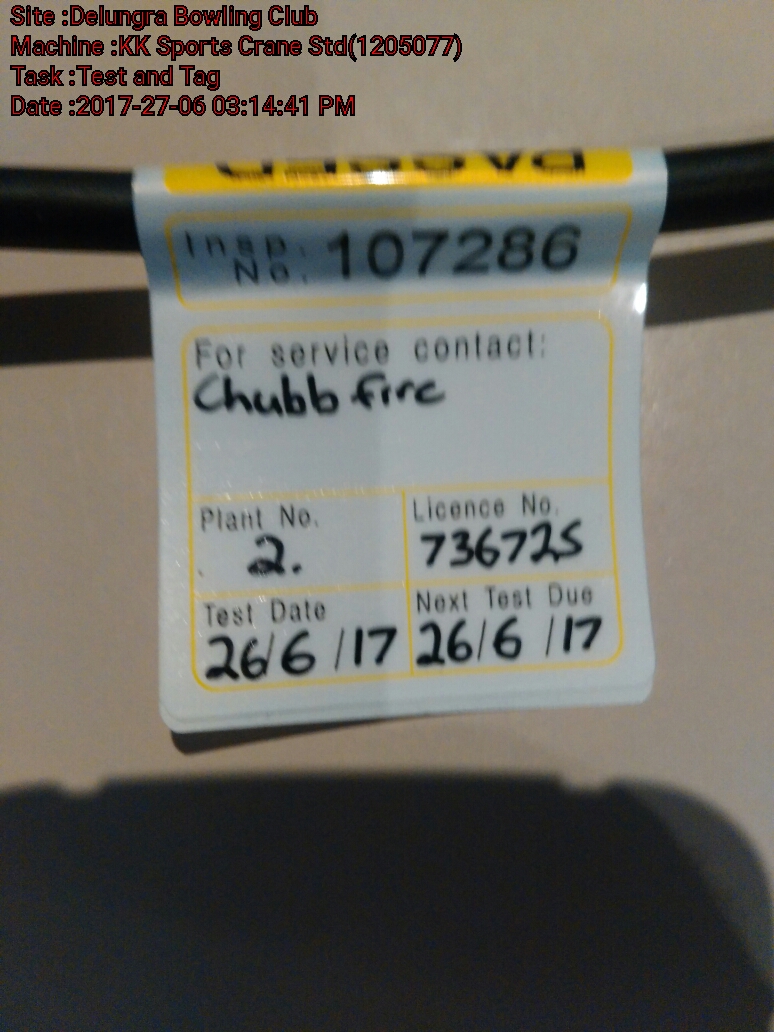 Site :Delungra Bowling Club
Machine :KK Sports Crane Std(1205077)
Task :Test and Tag
Date :2017-27-06 03:14:41 PM
Insp. No. 107286
For service contact:
Chubb fire
Plant No.
2.
Licence No.
736725
Test Date
26/6/17
Next Test Due
26/6/17